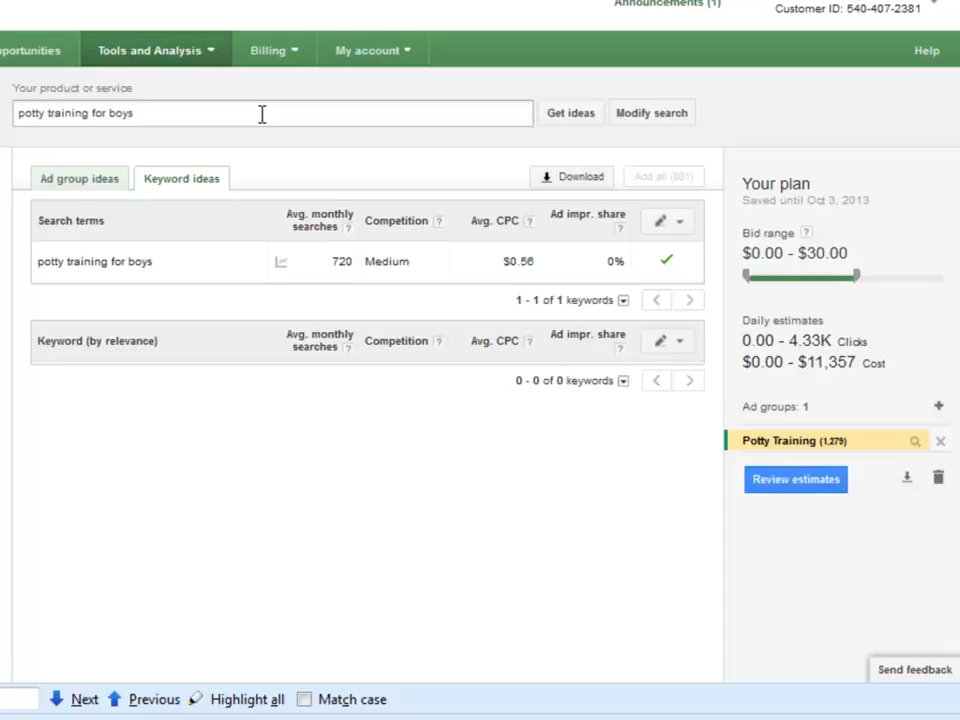 Announcements (1)
Customer ID: 540-407-2381
pportunities
Tools and Analysis
Billing
My account
Help
Your product or service
potty training for boys
Get ideas
Modify search
Ad group ideas
Keyword ideas
Download
Add all (801)
Search terms
Avg. monthly searches ?
Competition ?
Avg. CPC ?
Ad impr. share ?
potty training for boys
720
Medium
$0.56
0%
1 - 1 of 1 keywords
Keyword (by relevance)
Avg. monthly searches ?
Competition ?
Avg. CPC ?
Ad impr. share ?
0 - 0 of 0 keywords
Your plan
Saved until Oct 3, 2013
Bid range ?
$0.00 - $30.00
Daily estimates
0.00 - 4.33K Clicks
$0.00 - $11,357 Cost
Ad groups: 1
Potty Training (1,279)
Review estimates
Send feedback
Next
Previous
Highlight all
Match case